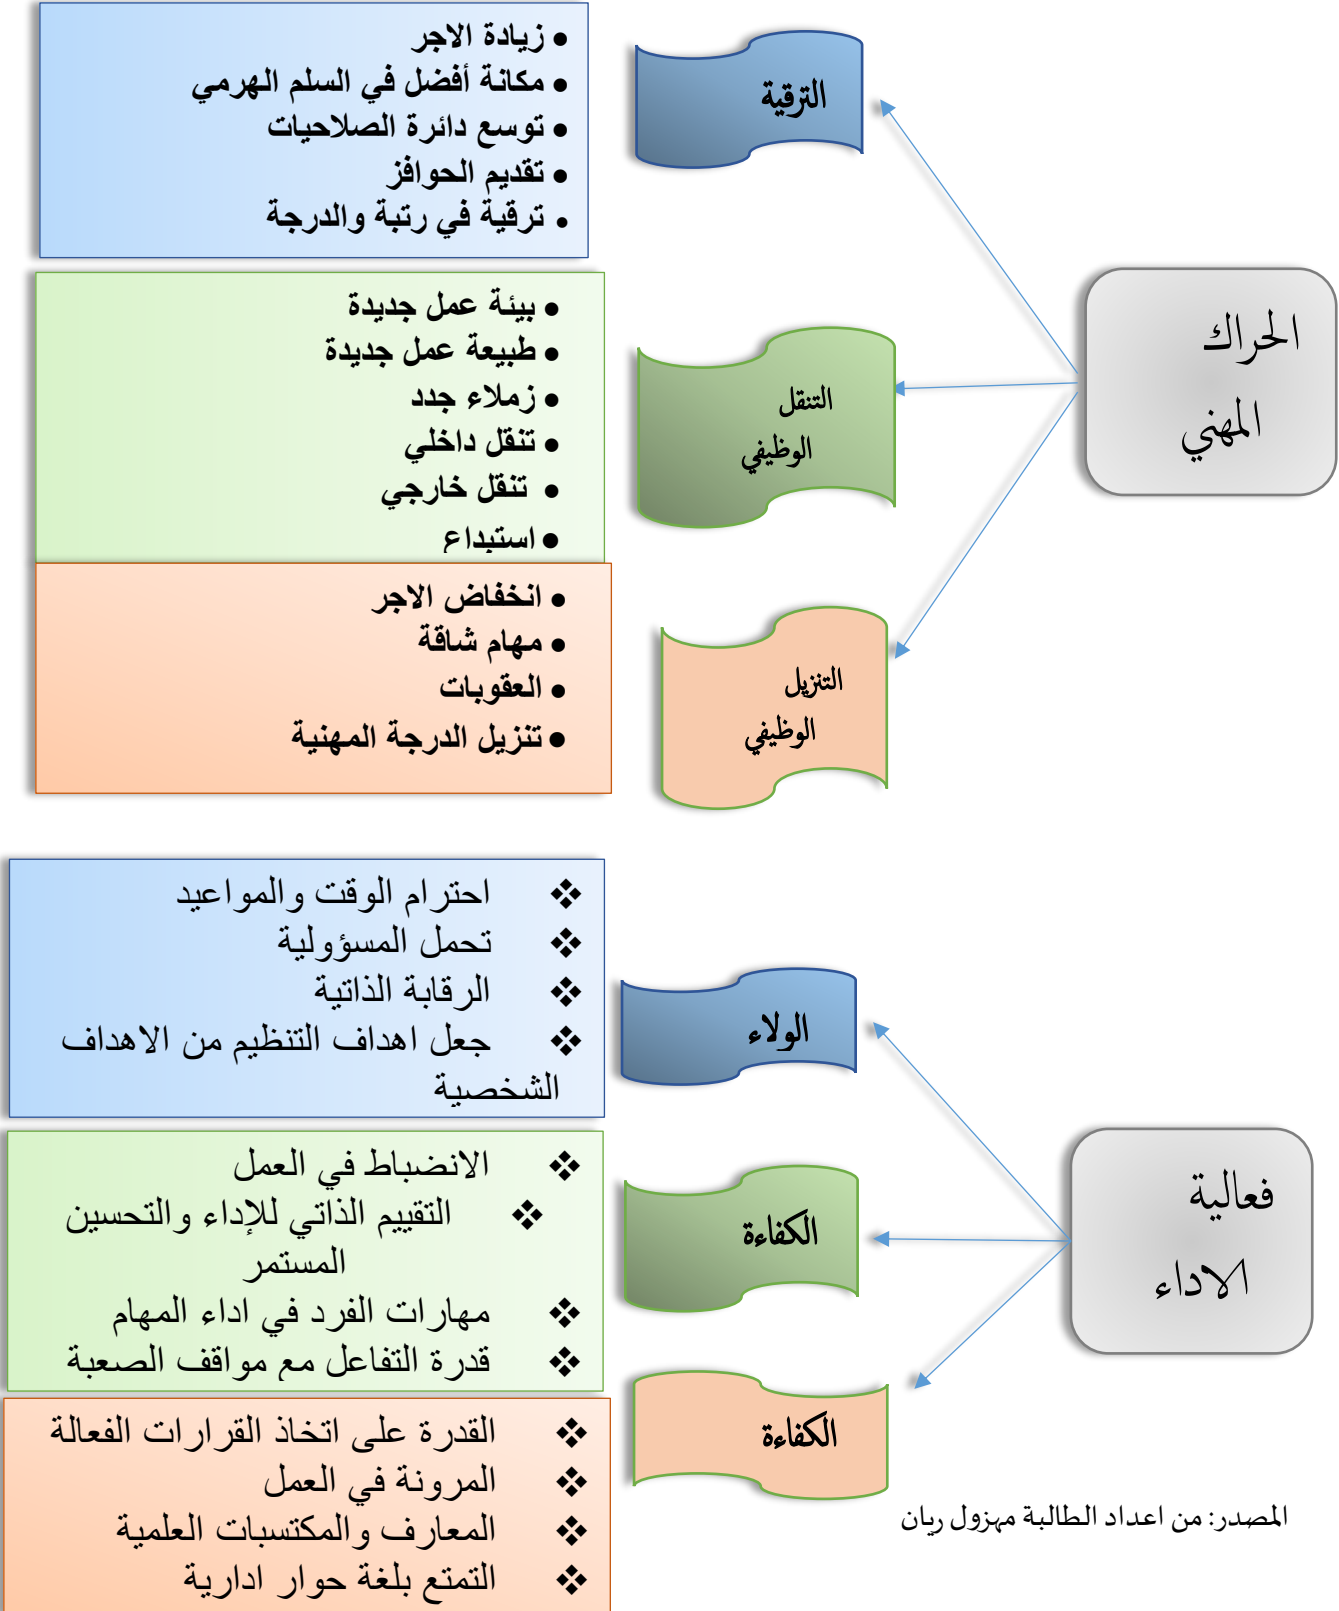 الحراك
المهني
الترقية
• زيادة الاجر
• مكانة أفضل في السلم الهرمي
• توسع دائرة الصلاحيات
• تقديم الحوافز
• ترقية في رتبة والدرجة
التنقل
الوظيفي
• بيئة عمل جديدة
• طبيعة عمل جديدة
• زملاء جدد
• تنقل داخلي
• تنقل خارجي
• استبداع
التنزيل
الوظيفي
• انخفاض الاجر
• مهام شاقة
• العقوبات
• تنزيل الدرجة المهنية
فعالية
الاداء
الولاء
❖ احترام الوقت والمواعيد
❖ تحمل المسؤولية
❖ الرقابة الذاتية
❖ جعل اهداف التنظيم من الاهداف
الشخصية
الكفاءة
❖ الانضباط في العمل
❖ التقييم الذاتي للإداء والتحسين
المستمر
❖ مهارات الفرد في اداء المهام
❖ قدرة التفاعل مع مواقف الصعبة
الكفاءة
❖ القدرة على اتخاذ القرارات الفعالة
❖ المرونة في العمل
❖ المعارف والمكتسبات العلمية
❖ التمتع بلغة حوار ادارية
المصدر: من اعداد الطالبة مهزول ريان